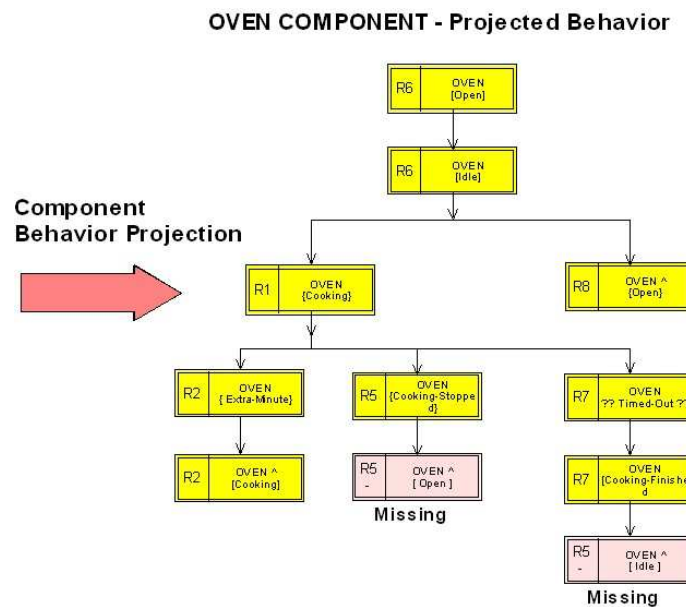 OVEN COMPONENT - Projected Behavior
R6
OVEN
[Open]
R6
OVEN
[Idle]
Component
Behavior Projection
R1
OVEN
{Cooking}
R8
OVEN ^
{Open}
R2
OVEN
{ Extra-Minute}
R5
OVEN
{Cooking-Stoppe
d}
R7
OVEN
?? Timed-Out ??
R2
OVEN ^
[Cooking]
R5
-
OVEN ^
[ Open ]
Missing
R7
OVEN
[Cooking-Finishe
d
R5
-
OVEN ^
[ Idle ]
Missing